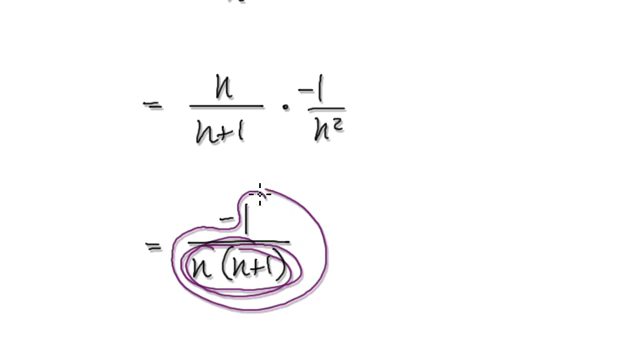 = n/(n+1) · -1/n²
= -1/(n(n+1))